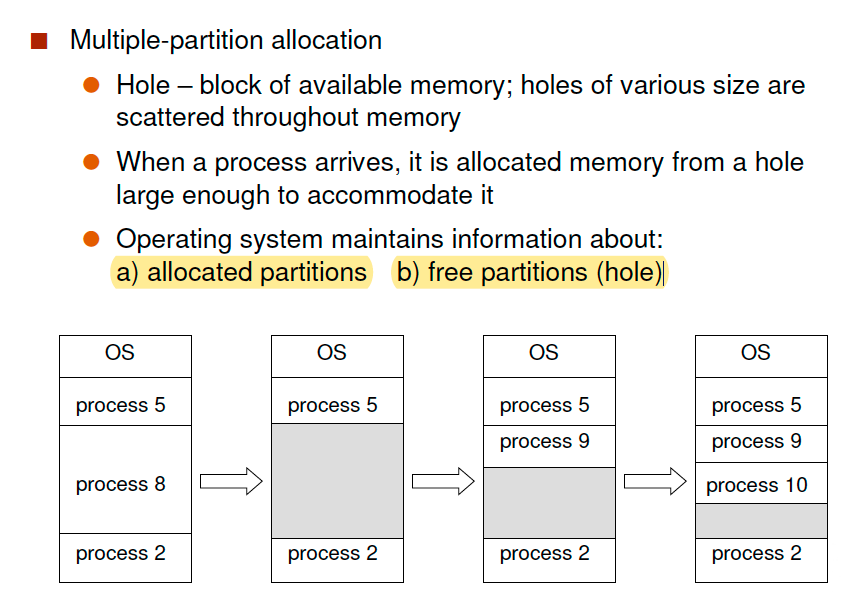 Multiple-partition allocation
Hole – block of available memory; holes of various size are
scattered throughout memory
When a process arrives, it is allocated memory from a hole
large enough to accommodate it
Operating system maintains information about:
a) allocated partitions b) free partitions (hole)
OS
process 5
process 8
process 2
OS
process 5
process 2
OS
process 5
process 9
process 2
OS
process 5
process 9
process 10
process 2